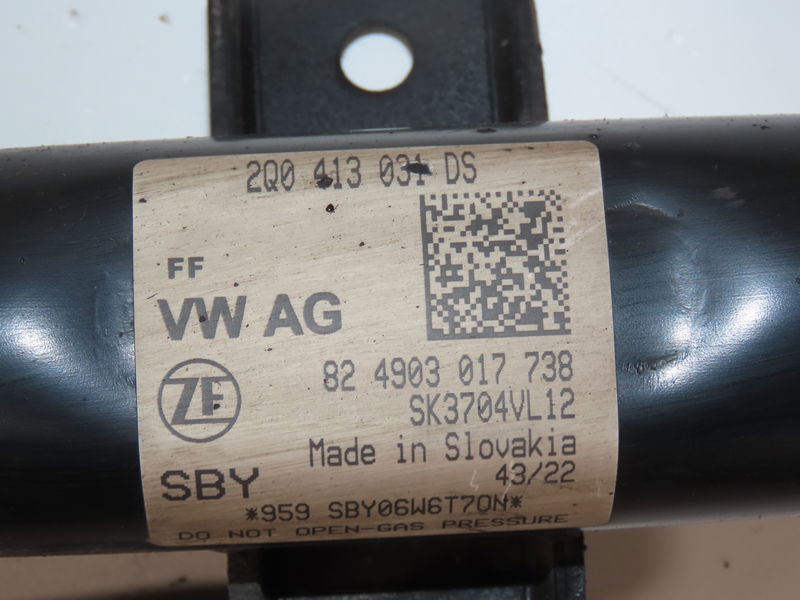 2Q0 413 031 DS
FF
VW AG
82 4903 017 738
ZF
SK3704VL12
Made in Slovakia
SBY
43/22
*959 SBY06W6T7ON*
DO NOT OPEN-GAS PRESSURE